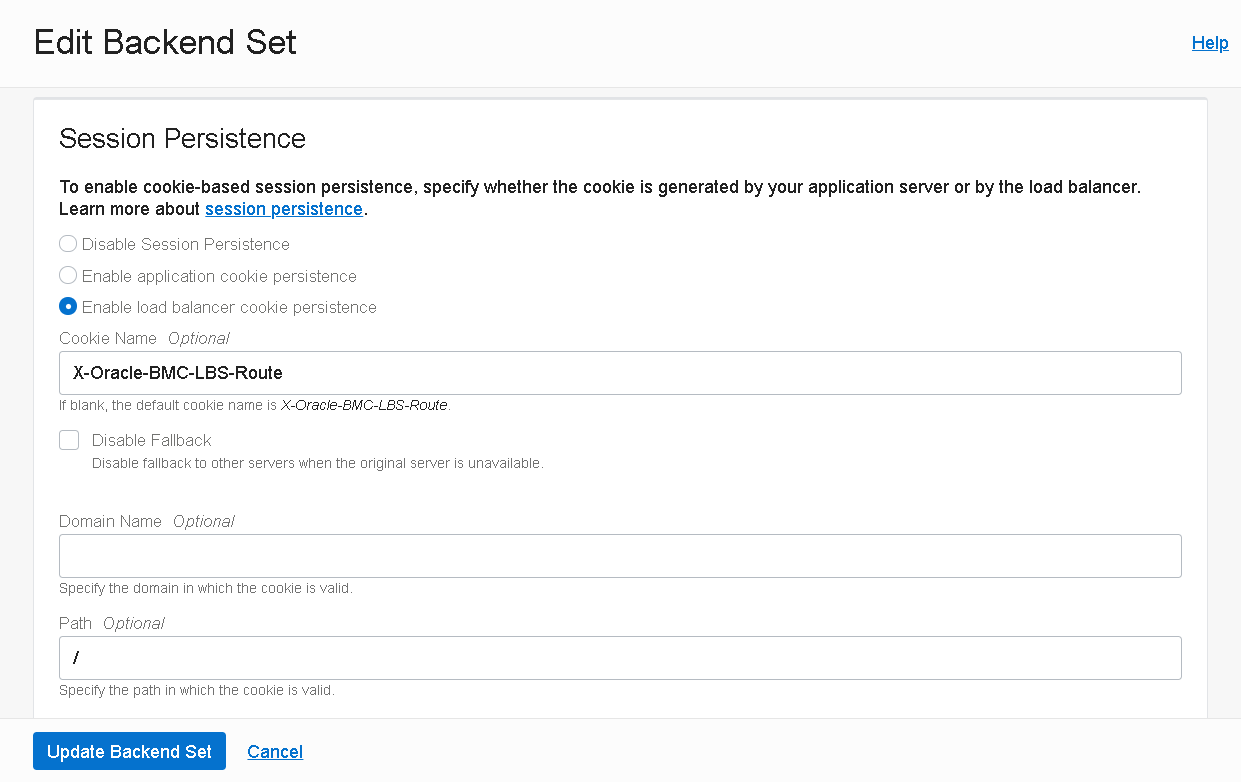 Edit Backend Set
Help
Session Persistence
To enable cookie-based session persistence, specify whether the cookie is generated by your application server or by the load balancer.
Learn more about session persistence.
Disable Session Persistence
Enable application cookie persistence
Enable load balancer cookie persistence
Cookie Name Optional
X-Oracle-BMC-LBS-Route
If blank, the default cookie name is X-Oracle-BMC-LBS-Route.
Disable Fallback
Disable fallback to other servers when the original server is unavailable.
Domain Name Optional
Specify the domain in which the cookie is valid.
Path Optional
/
Specify the path in which the cookie is valid.
Update Backend Set Cancel